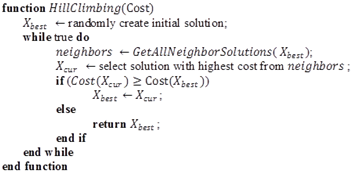 function HillClimbing(Cost)
X_best ← randomly create initial solution;
while true do
neighbors ← GetAllNeighborSolutions( X_best);
X_cur ← select solution with highest cost from neighbors ;
if (Cost(X_cur) ≥ Cost(X_best))
X_best ← X_cur ;
else
return X_best ;
end if
end while
end function